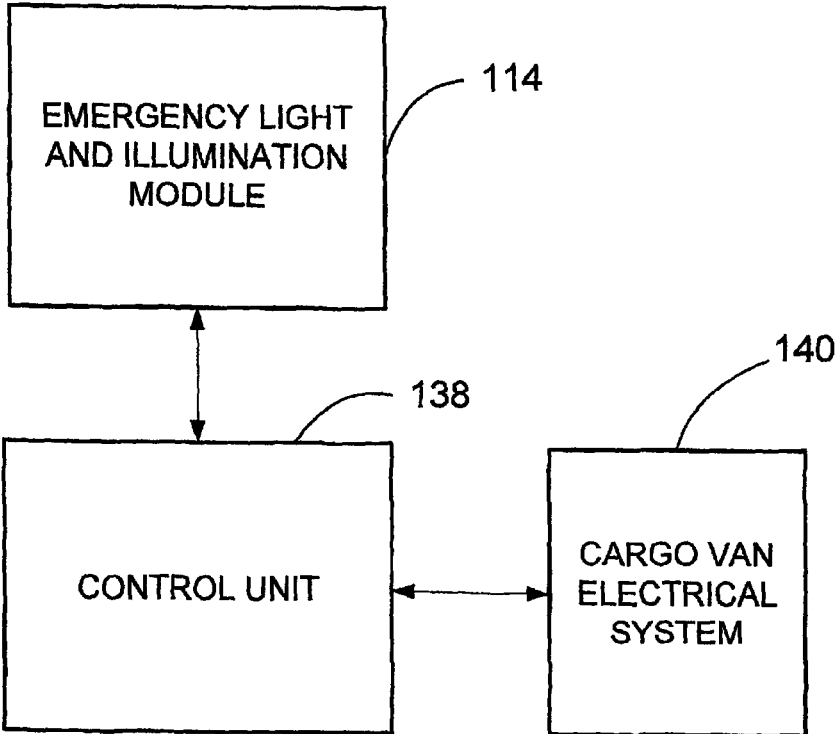 114
EMERGENCY LIGHT
AND ILLUMINATION
MODULE
140
138
CONTROL UNIT
CARGO VAN
ELECTRICAL
SYSTEM